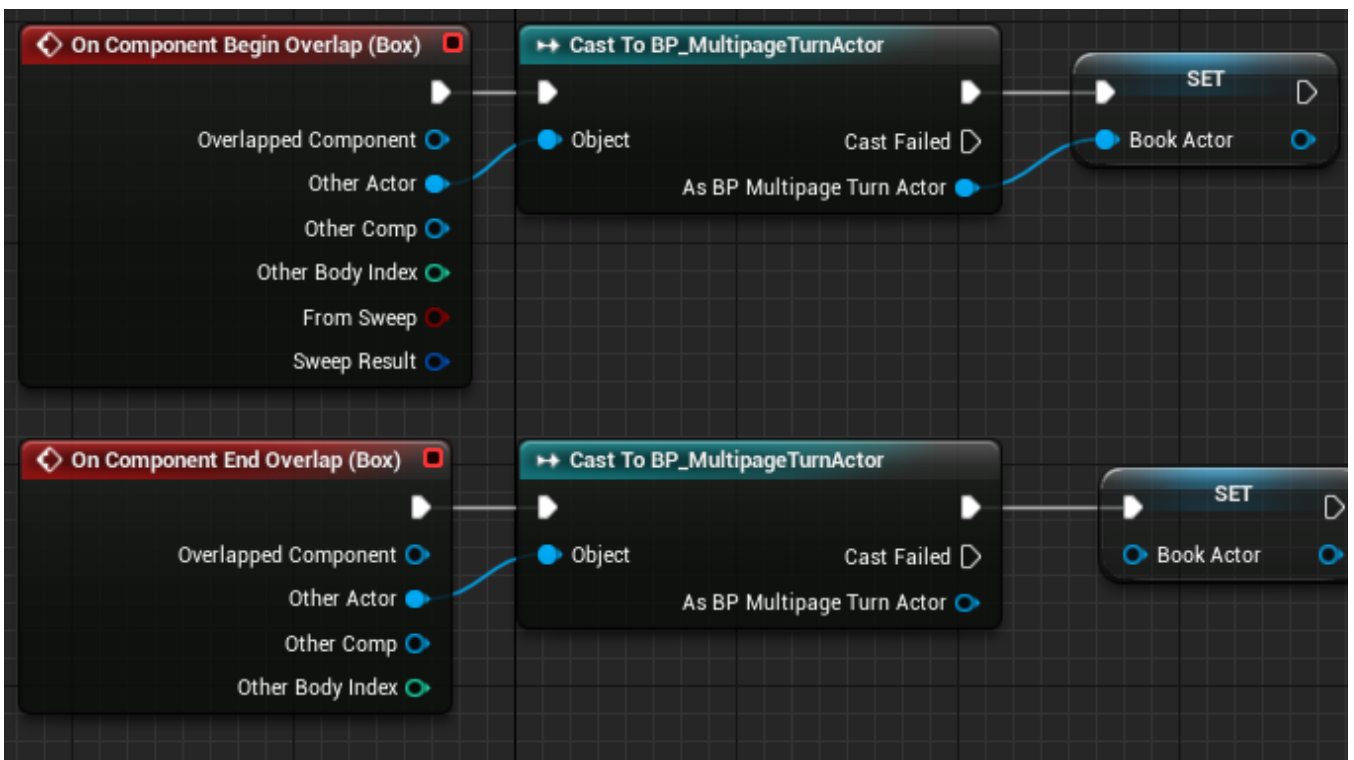 On Component Begin Overlap (Box)
Overlapped Component
Other Actor
Other Comp
Other Body Index
From Sweep
Sweep Result
Cast To BP_MultipageTurnActor
Object
Cast Failed
As BP Multipage Turn Actor
SET
Book Actor
On Component End Overlap (Box)
Overlapped Component
Other Actor
Other Comp
Other Body Index
Cast To BP_MultipageTurnActor
Object
Cast Failed
As BP Multipage Turn Actor
SET
Book Actor